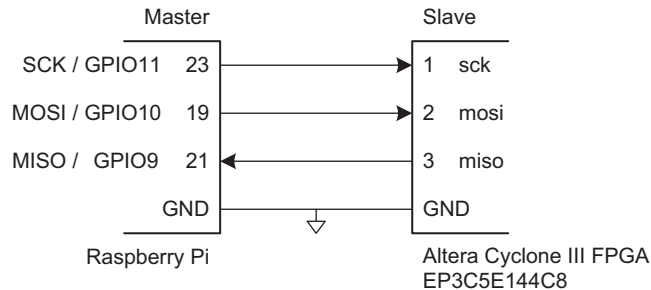 Master Slave
SCK / GPIO11 23 1 sck
MOSI / GPIO10 19 2 mosi
MISO / GPIO9 21 3 miso
GND GND
Raspberry Pi Altera Cyclone III FPGA
EP3C5E144C8